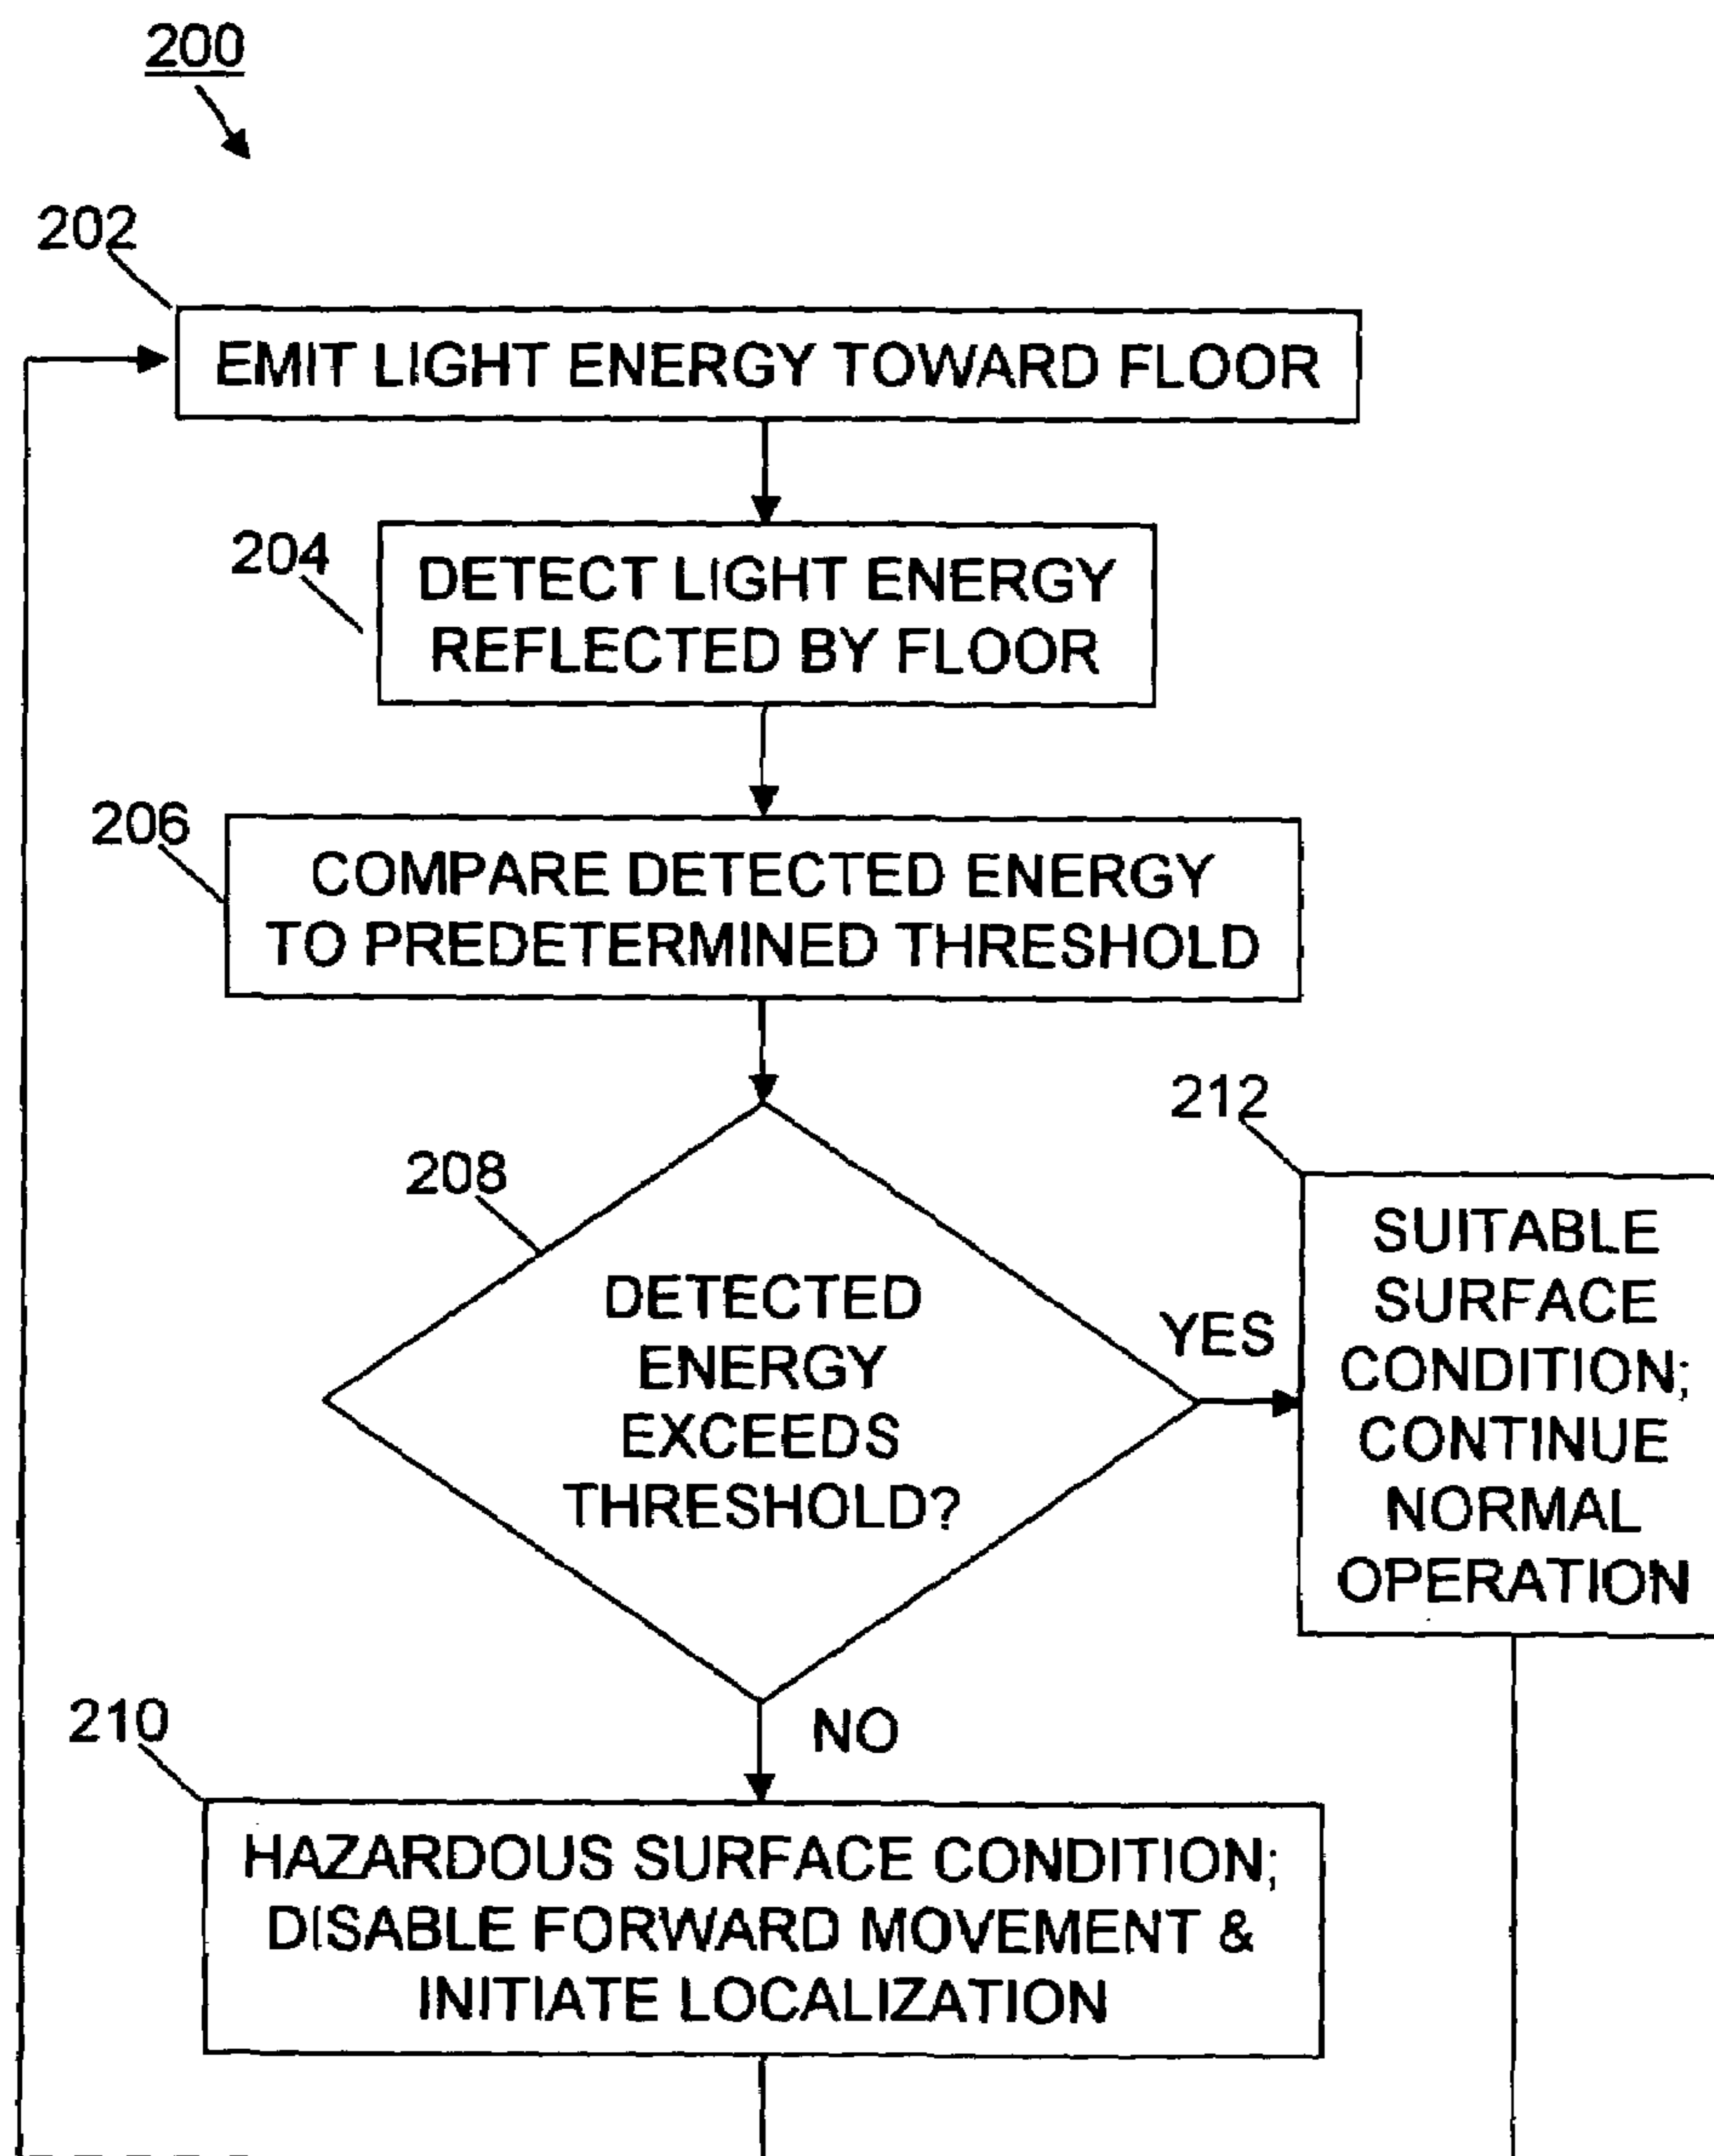 200
202
EMIT LIGHT ENERGY TOWARD FLOOR
204
DETECT LIGHT ENERGY
REFLECTED BY FLOOR
206
COMPARE DETECTED ENERGY
TO PREDETERMINED THRESHOLD
208
DETECTED
ENERGY
EXCEEDS
THRESHOLD?
YES
212
SUITABLE
SURFACE
CONDITION;
CONTINUE
NORMAL
OPERATION
NO
210
HAZARDOUS SURFACE CONDITION;
DISABLE FORWARD MOVEMENT &
INITIATE LOCALIZATION